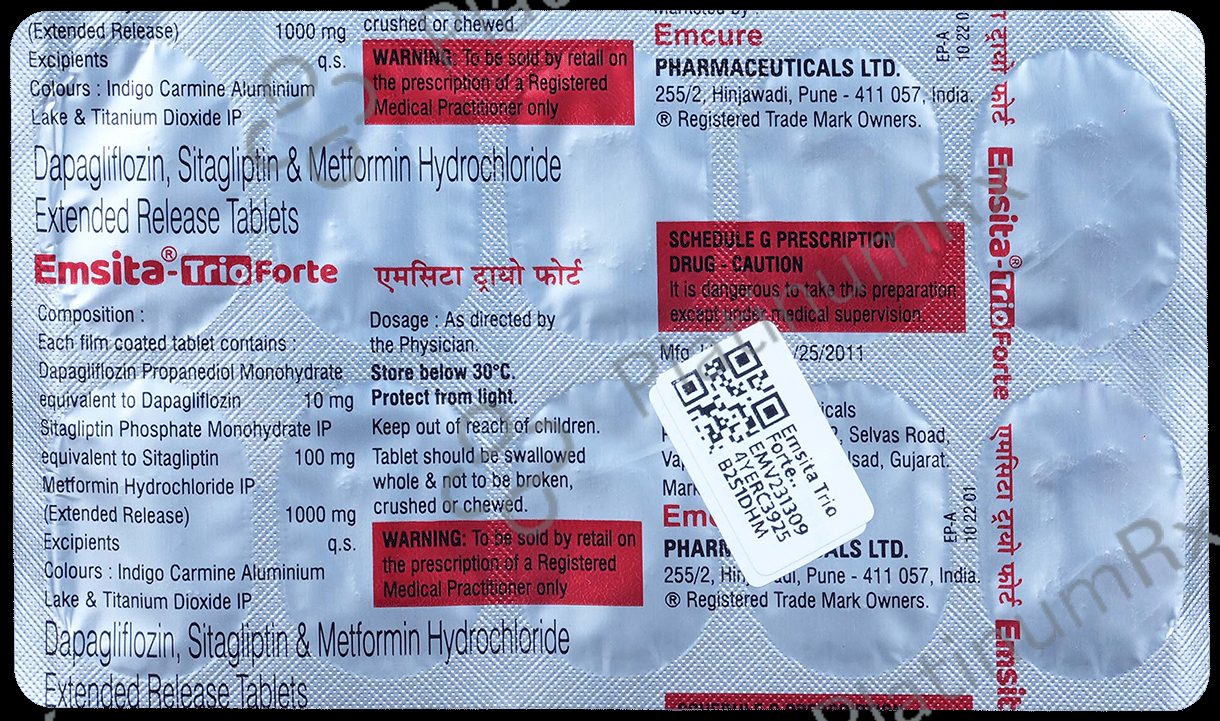 (Extended Release) 1000 mg
Excipients q.s.
Colours : Indigo Carmine Aluminium
Lake & Titanium Dioxide IP
Dapagliflozin, Sitagliptin & Metformin Hydrochloride
Extended Release Tablets
Emsita®-Trio Forte
Composition :
Each film coated tablet contains :
Dapagliflozin Propanediol Monohydrate
equivalent to Dapagliflozin 10 mg
Sitagliptin Phosphate Monohydrate IP
equivalent to Sitagliptin 100 mg
Metformin Hydrochloride IP
(Extended Release) 1000 mg
Excipients q.s.
Colours : Indigo Carmine Aluminium
Lake & Titanium Dioxide IP
Dapagliflozin, Sitagliptin & Metformin Hydrochloride
Extended Release Tablets
crushed or chewed.
WARNING: To be sold by retail on
the prescription of a Registered
Medical Practitioner only
एमसिटा ट्रायो फोर्ट
Dosage : As directed by
the Physician.
Store below 30°C.
Protect from light.
Keep out of reach of children.
Tablet should be swallowed
whole & not to be broken,
crushed or chewed.
WARNING: To be sold by retail on
the prescription of a Registered
Medical Practitioner only
Marketed by :
Emcure
PHARMACEUTICALS LTD.
255/2, Hinjawadi, Pune - 411 057, India.
® Registered Trade Mark Owners.
SCHEDULE G PRESCRIPTION
DRUG - CAUTION
It is dangerous to take this preparation
except under medical supervision.
Mfg. /25/2011
Selvas Road,
Gujarat.
PHARM ALS LTD.
255/2, Pune - 411 057, India.
® Registered Trade Mark Owners.
Emsita Trio
Forte..
EMV231309
4YERC3925
B2S1DHM
EP-A
10 22 0
EP-A
10 22 01
ट्रायो फोर्ट Emsita®-Trio Forte एमसिटा ट्रायो फोर्ट Emsit
PlatinumRx
PlatinumRx